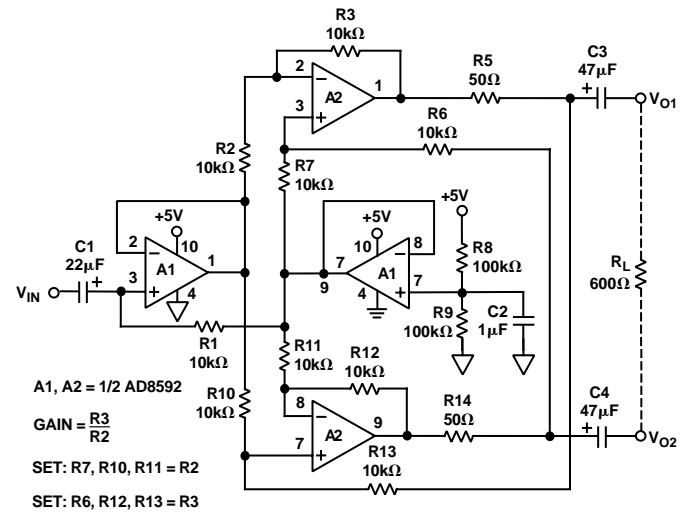 R3
10kΩ
2
1
A2
3
R5
50Ω
C3
47µF
+
VO1
R6
10kΩ
R2
10kΩ
R7
10kΩ
+5V
+5V
+5V
C1
22µF
+
VIN
2
10
1
A1
3
4
7
9
10
8
A1
4
7
R8
100kΩ
R9
100kΩ
C2
1µF
RL
600Ω
R1
10kΩ
R11
10kΩ
R12
10kΩ
R10
10kΩ
8
9
A2
7
R14
50Ω
R13
10kΩ
C4
47µF
+
VO2
A1, A2 = 1/2 AD8592
GAIN = R3
R2
SET: R7, R10, R11 = R2
SET: R6, R12, R13 = R3